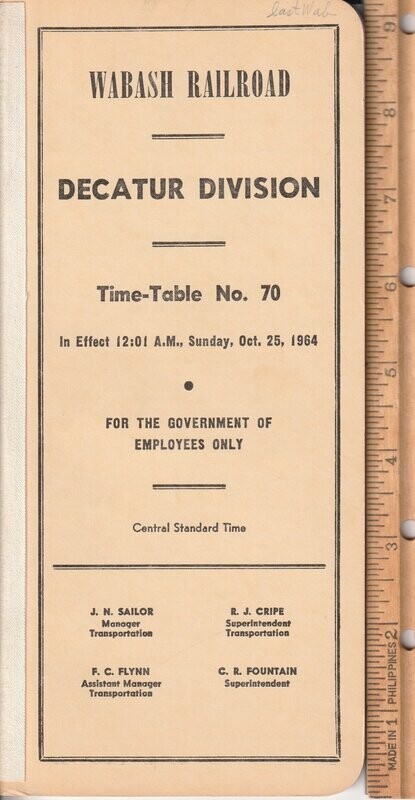 last Wab
WABASH RAILROAD
DECATUR DIVISION
Time-Table No. 70
In Effect 12:01 A.M., Sunday, Oct. 25, 1964
FOR THE GOVERNMENT OF
EMPLOYEES ONLY
Central Standard Time
J. N. SAILOR
Manager
Transportation
R. J. CRIPE
Superintendent
Transportation
F. C. FLYNN
Assistant Manager
Transportation
C. R. FOUNTAIN
Superintendent
9
8
7
6
5
4
3
2
1
MADE IN PHILIPPINES